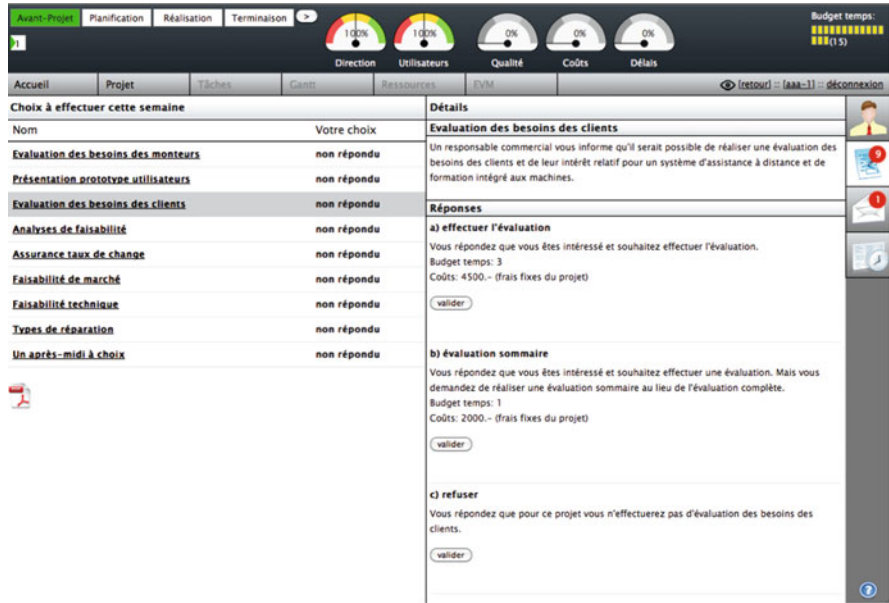 Avant-Projet Planification Réalisation Terminaison >
1
100% 100% 0% 0% 0%
Direction Utilisateurs Qualité Coûts Délais
Budget temps:
(15)
Accueil Projet Tâches Gantt Ressources EVM
[retour] :: [aaa-1] :: déconnexion
Choix à effectuer cette semaine
Nom Votre choix
Evaluation des besoins des monteurs non répondu
Présentation prototype utilisateurs non répondu
Evaluation des besoins des clients non répondu
Analyses de faisabilité non répondu
Assurance taux de change non répondu
Faisabilité de marché non répondu
Faisabilité technique non répondu
Types de réparation non répondu
Un après-midi à choix non répondu
Détails
Evaluation des besoins des clients
Un responsable commercial vous informe qu'il serait possible de réaliser une évaluation des
besoins des clients et de leur intérêt relatif pour un système d'assistance à distance et de
formation intégré aux machines.
Réponses
a) effectuer l'évaluation
Vous répondez que vous êtes intéressé et souhaitez effectuer l'évaluation.
Budget temps: 3
Coûts: 4500.- (frais fixes du projet)
valider
b) évaluation sommaire
Vous répondez que vous êtes intéressé et souhaitez effectuer une évaluation. Mais vous
demandez de réaliser une évaluation sommaire au lieu de l'évaluation complète.
Budget temps: 1
Coûts: 2000.- (frais fixes du projet)
valider
c) refuser
Vous répondez que pour ce projet vous n'effectuerez pas d'évaluation des besoins des
clients.
valider
9
1
?